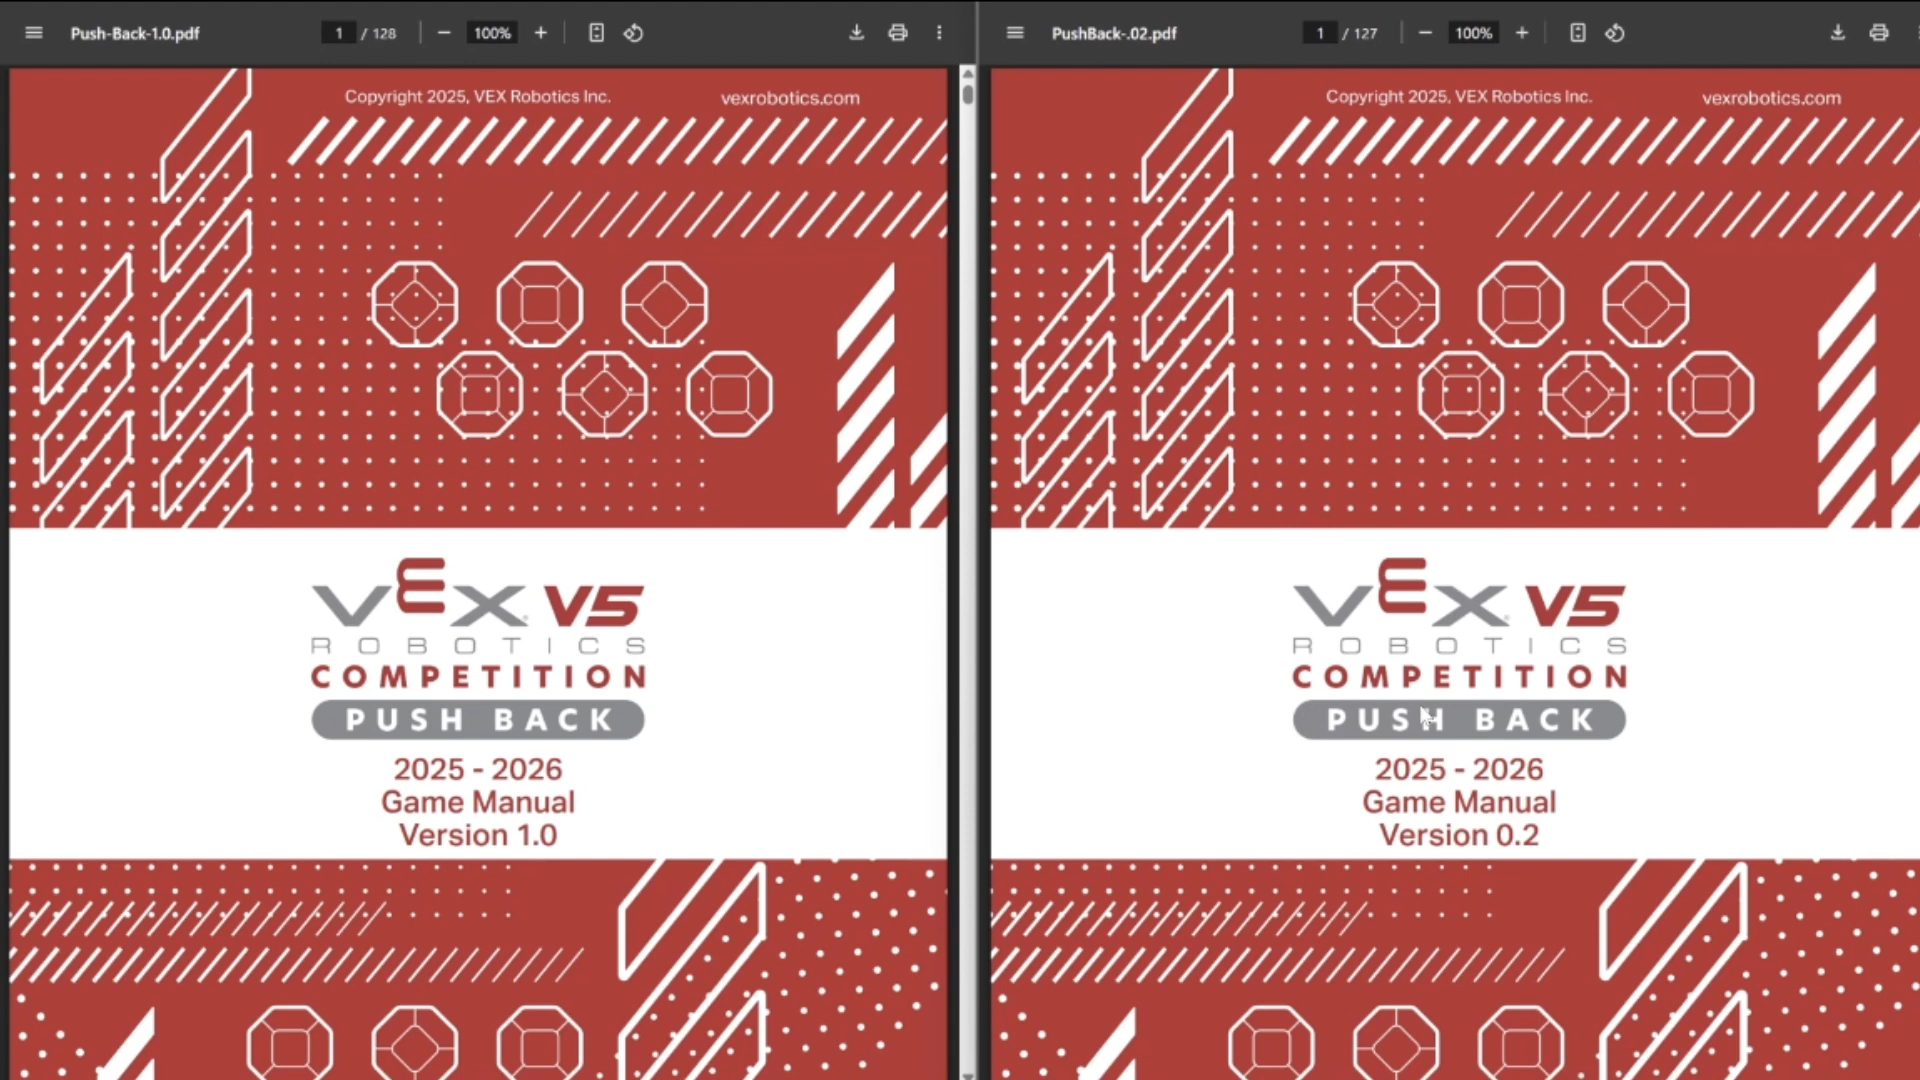 Push-Back-1.0.pdf
1 / 128
100%
Copyright 2025, VEX Robotics Inc.
vexrobotics.com
VEX V5
ROBOTICS
COMPETITION
PUSH BACK
2025 - 2026
Game Manual
Version 1.0
PushBack-.02.pdf
1 / 127
100%
Copyright 2025, VEX Robotics Inc.
vexrobotics.com
VEX V5
ROBOTICS
COMPETITION
PUSH BACK
2025 - 2026
Game Manual
Version 0.2